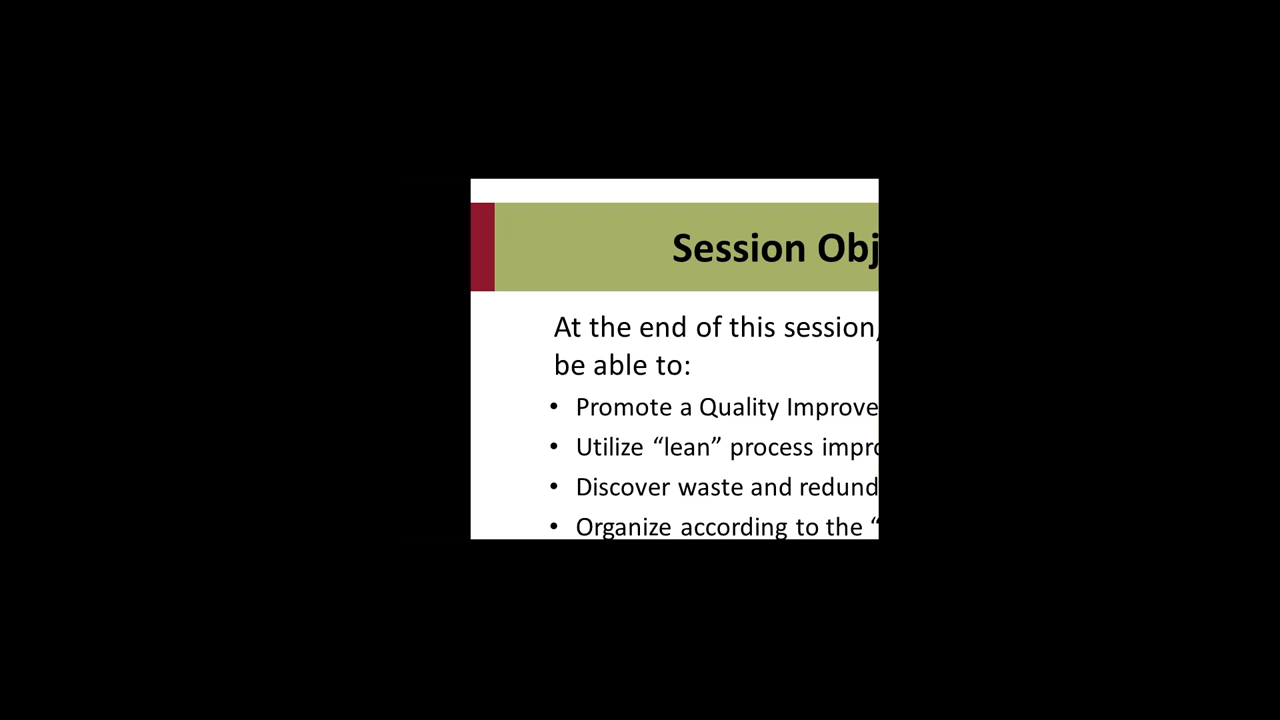 Session Obj
At the end of this session,
be able to:
• Promote a Quality Improve
• Utilize “lean” process impro
• Discover waste and redund
• Organize according to the “